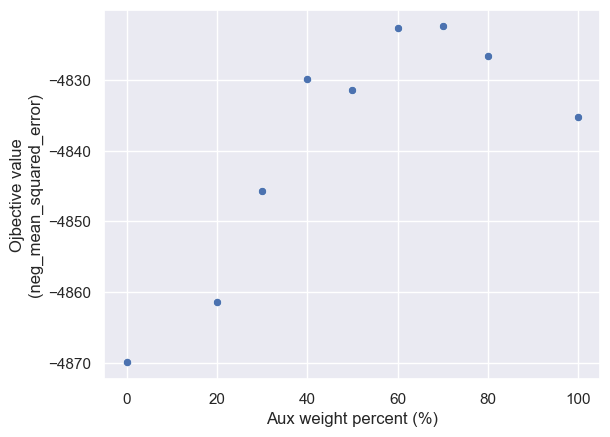 Ojbective value
(neg_mean_squared_error)
−4830
−4840
−4850
−4860
−4870
0 20 40 60 80 100
Aux weight percent (%)